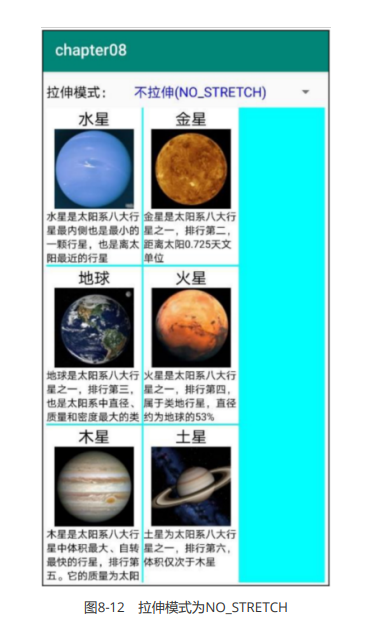 chapter08
拉伸模式：
不拉伸(NO_STRETCH)
水星
水星是太阳系八大行
星最内侧也是最小的
一颗行星，也是离太
阳最近的行星
金星
金星是太阳系八大行
星之一，排行第二，
距离太阳0.725天文
单位
地球
地球是太阳系八大行
星之一，排行第三，
也是太阳系中直径、
质量和密度最大的类
火星
火星是太阳系八大行
星之一，排行第四，
属于类地行星，直径
约为地球的53%
木星
木星是太阳系八大行
星中体积最大、自转
最快的行星，排行第
五。它的质量为太阳
土星
土星为太阳系八大行
星之一，排行第六，
体积仅次于木星
图8-12 拉伸模式为NO_STRETCH